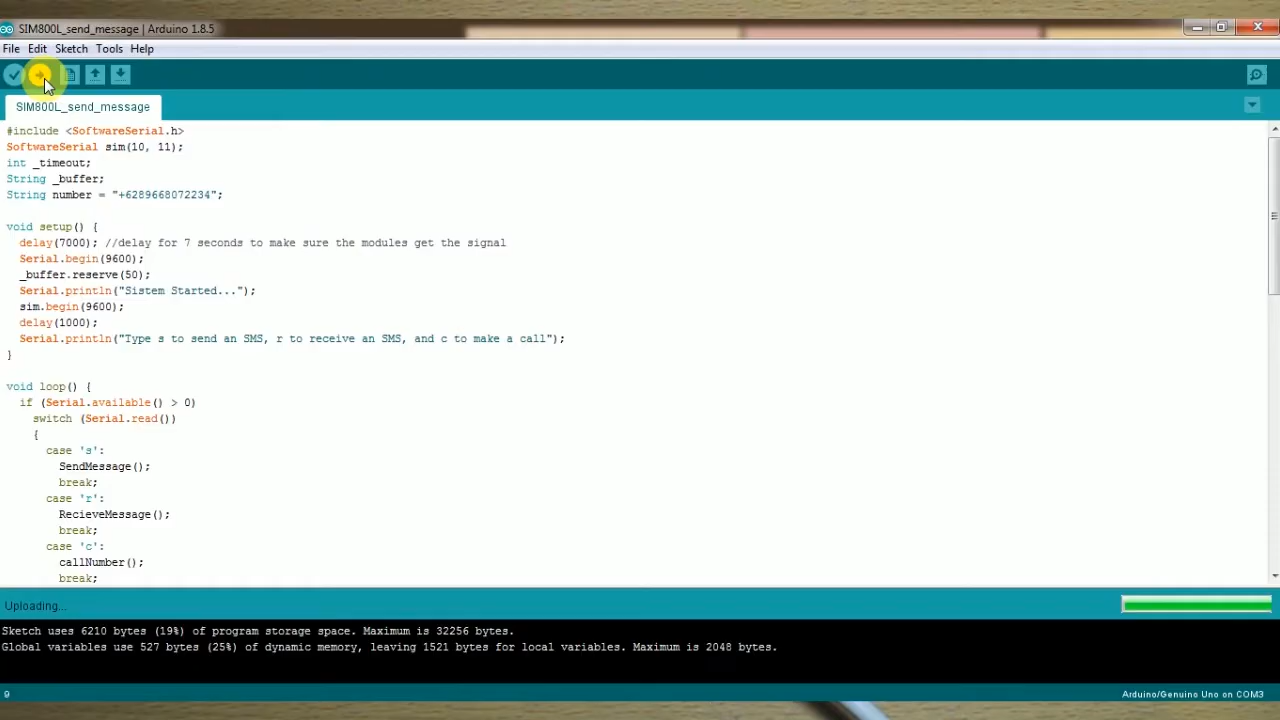 SIM800L_send_message | Arduino 1.8.5
File Edit Sketch Tools Help
SIM800L_send_message
#include <SoftwareSerial.h>
SoftwareSerial sim(10, 11);
int _timeout;
String _buffer;
String number = "+6289668072234";
void setup() {
delay(7000); //delay for 7 seconds to make sure the modules get the signal
Serial.begin(9600);
_buffer.reserve(50);
Serial.println("Sistem Started...");
sim.begin(9600);
delay(1000);
Serial.println("Type s to send an SMS, r to receive an SMS, and c to make a call");
}
void loop() {
if (Serial.available() > 0)
switch (Serial.read())
{
case 's':
SendMessage();
break;
case 'r':
RecieveMessage();
break;
case 'c':
callNumber();
break;
Uploading...
Sketch uses 6210 bytes (19%) of program storage space. Maximum is 32256 bytes.
Global variables use 527 bytes (25%) of dynamic memory, leaving 1521 bytes for local variables. Maximum is 2048 bytes.
9 Arduino/Genuino Uno on COM3